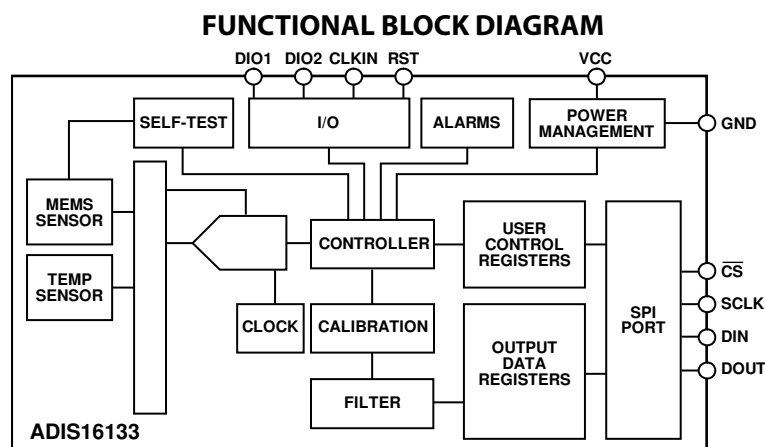 FUNCTIONAL BLOCK DIAGRAM
DIO1 DIO2 CLKIN RST VCC
SELF-TEST
I/O
ALARMS
POWER
MANAGEMENT
GND
MEMS
SENSOR
CONTROLLER
USER
CONTROL
REGISTERS
TEMP
SENSOR
CLOCK
CALIBRATION
OUTPUT
DATA
REGISTERS
SPI
PORT
CS
SCLK
DIN
DOUT
FILTER
ADIS16133